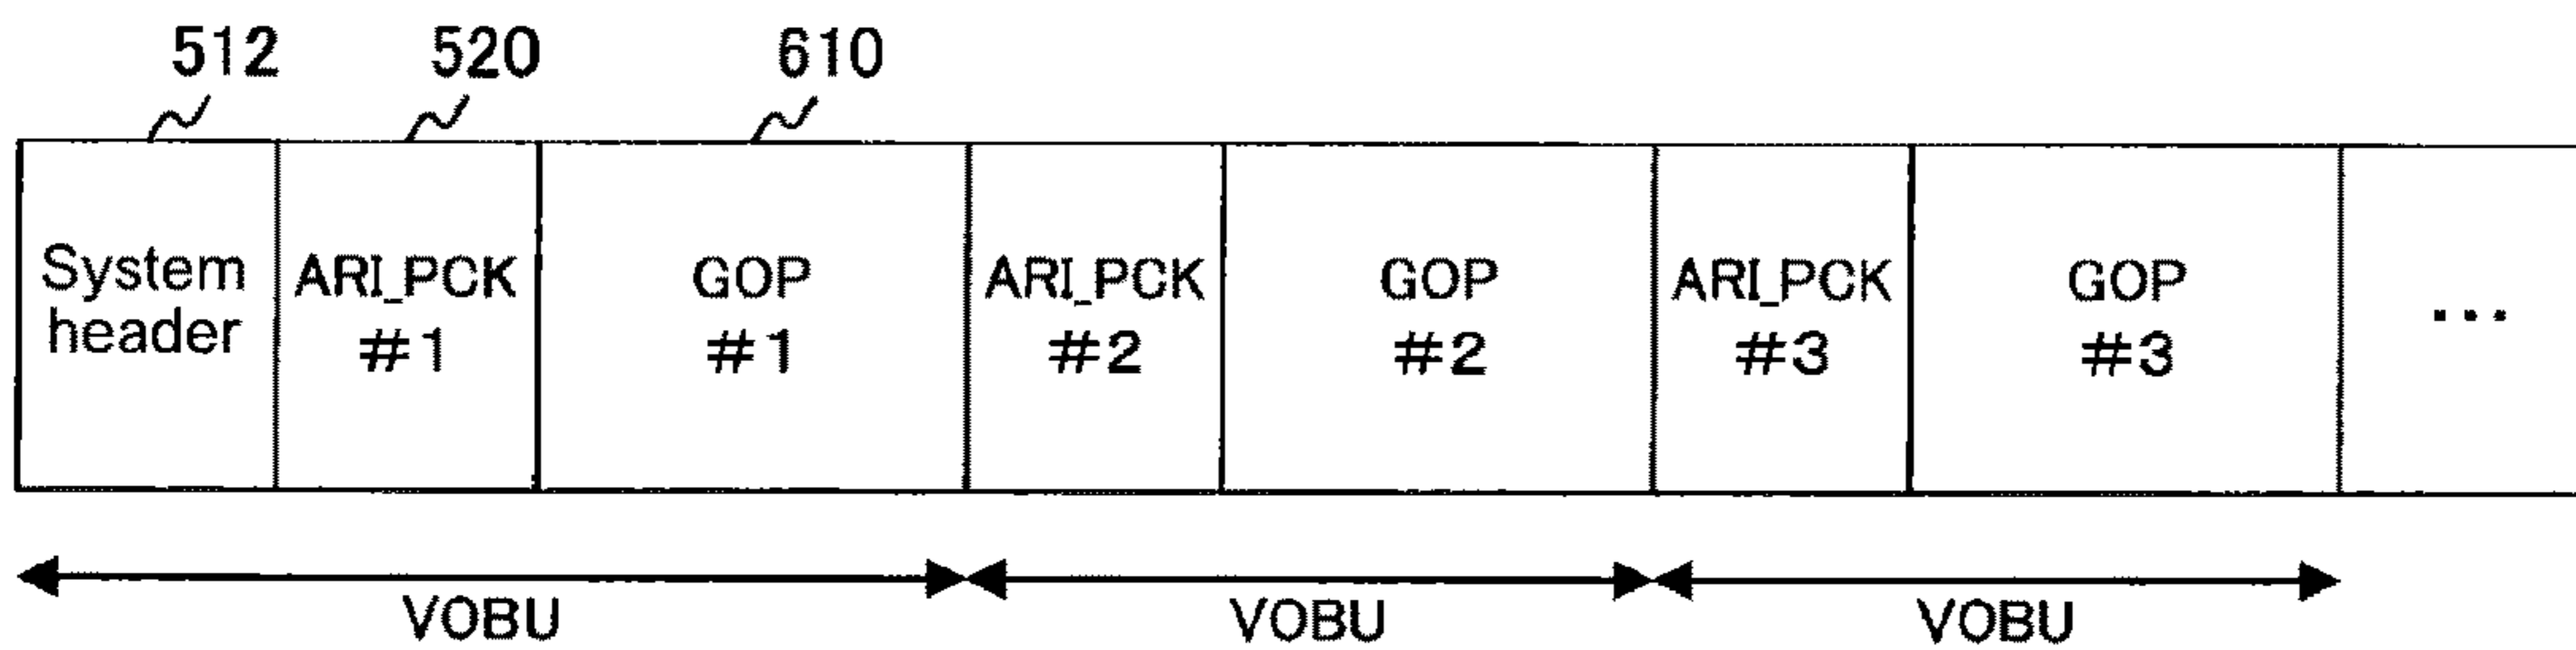 512 520 610
System header
ARI_PCK #1
GOP #1
ARI_PCK #2
GOP #2
ARI_PCK #3
GOP #3
...
VOBU VOBU VOBU